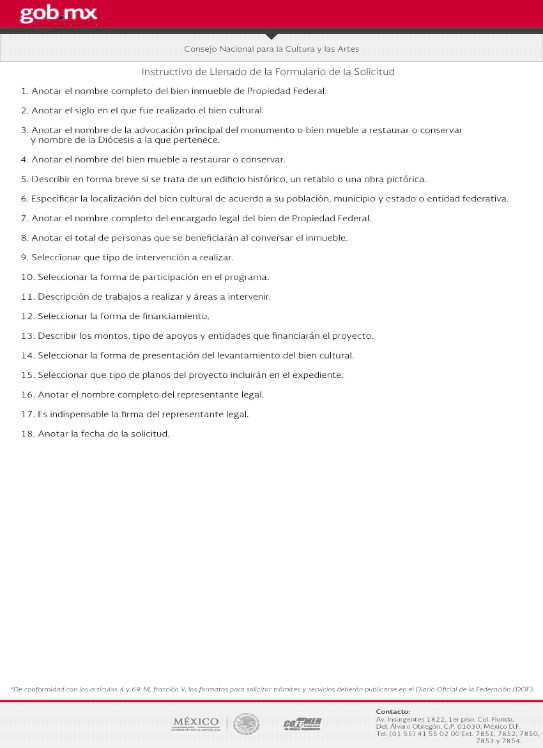 gob mx
Consejo Nacional para la Cultura y las Artes
Instructivo de Llenado de la Formulario de la Solicitud
1. Anotar el nombre completo del bien inmueble de Propiedad Federal.
2. Anotar el siglo en el que fue realizado el bien cultural.
3. Anotar el nombre de la advocación principal del monumento o bien mueble a restaurar o conservar
y nombre de la Diócesis a la que pertenece.
4. Anotar el nombre del bien mueble a restaurar o conservar.
5. Describir en forma breve si se trata de un edificio histórico, un retablo o una obra pictórica.
6. Especificar la localización del bien cultural de acuerdo a su población, municipio y estado o entidad federativa.
7. Anotar el nombre completo del encargado legal del bien de Propiedad Federal.
8. Anotar el total de personas que se beneficiarán al conversar el inmueble.
9. Seleccionar que tipo de intervención a realizar.
10. Seleccionar la forma de participación en el programa.
11. Descripción de trabajos a realizar y áreas a intervenir.
12. Seleccionar la forma de financiamiento.
13. Describir los montos, tipo de apoyos y entidades que financiarán el proyecto.
14. Seleccionar la forma de presentación del levantamiento del bien cultural.
15. Seleccionar que tipo de planos del proyecto incluirán en el expediente.
16. Anotar el nombre completo del representante legal.
17. Es indispensable la firma del representante legal.
18. Anotar la fecha de la solicitud.
*De conformidad con los artículos 4 y 69-M, fracción V, los formatos para solicitar trámites y servicios deberán publicarse en el Diario Oficial de la Federación (DOF).
MÉXICO
GOBIERNO DE LA REPÚBLICA
Contacto:
Av. Insurgentes 1822, 1er piso, Col. Florida,
Del. Álvaro Obregón, C.P. 01030, México D.F.
Tel. (01 55) 41 55 02 00 Ext. 7851, 7852, 7850,
7853 y 7854.